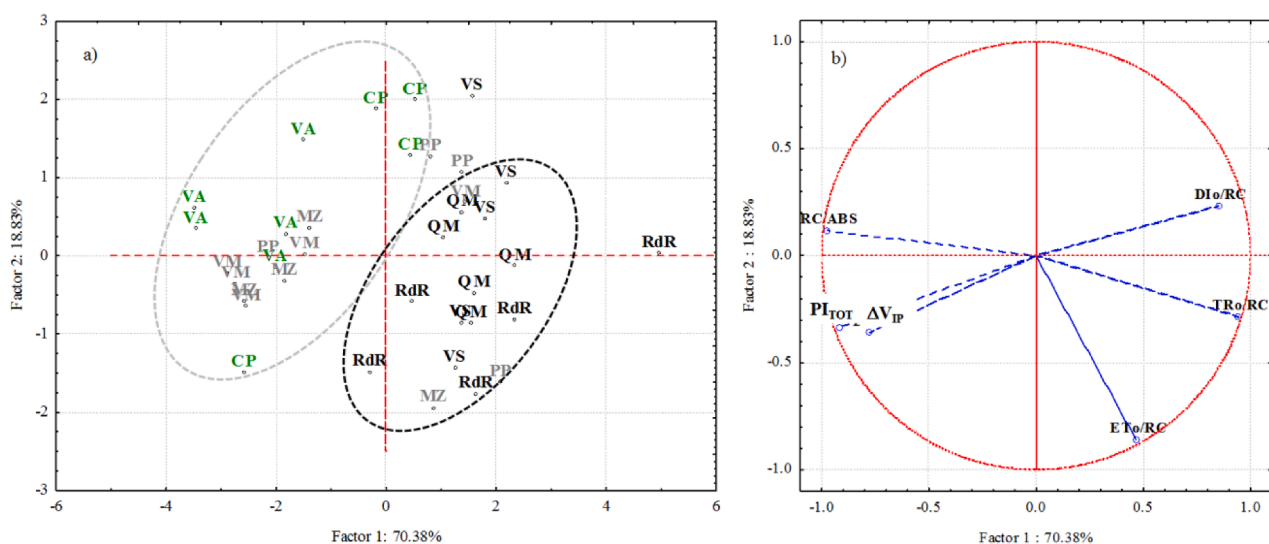 a)
3
2
1
0
-1
-2
-3
Factor 2: 18.83%
-6
-4
-2
0
2
4
6
Factor 1: 70.38%
CP
CP
VS
VA
CP
PP
PP
VS
VM
QM
VS
VA
VA
MZ
VA
QM
PP
VM
VA
RdR
QM
VM
VM
MZ
MZ
VM
QM
RdR
RdR
VS
QM
CP
RdR
VS
PP
RdR
MZ
b)
1.0
0.5
0.0
-0.5
-1.0
Factor 2 : 18.83%
-1.0
-0.5
0.0
0.5
1.0
Factor 1 : 70.38%
DIo/RC
RC ABS
TRo/RC
PI_TOT
ΔV_IP
ETo/RC